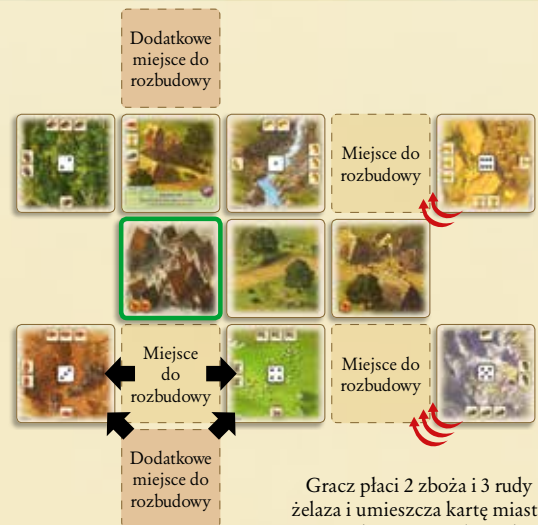 Dodatkowe
miejsce do
rozbudowy
Miejsce do
rozbudowy
Miejsce
do
rozbudowy
Miejsce do
rozbudowy
Dodatkowe
miejsce do
rozbudowy
Gracz płaci 2 zboża i 3 rudy
żelaza i umieszcza kartę miast